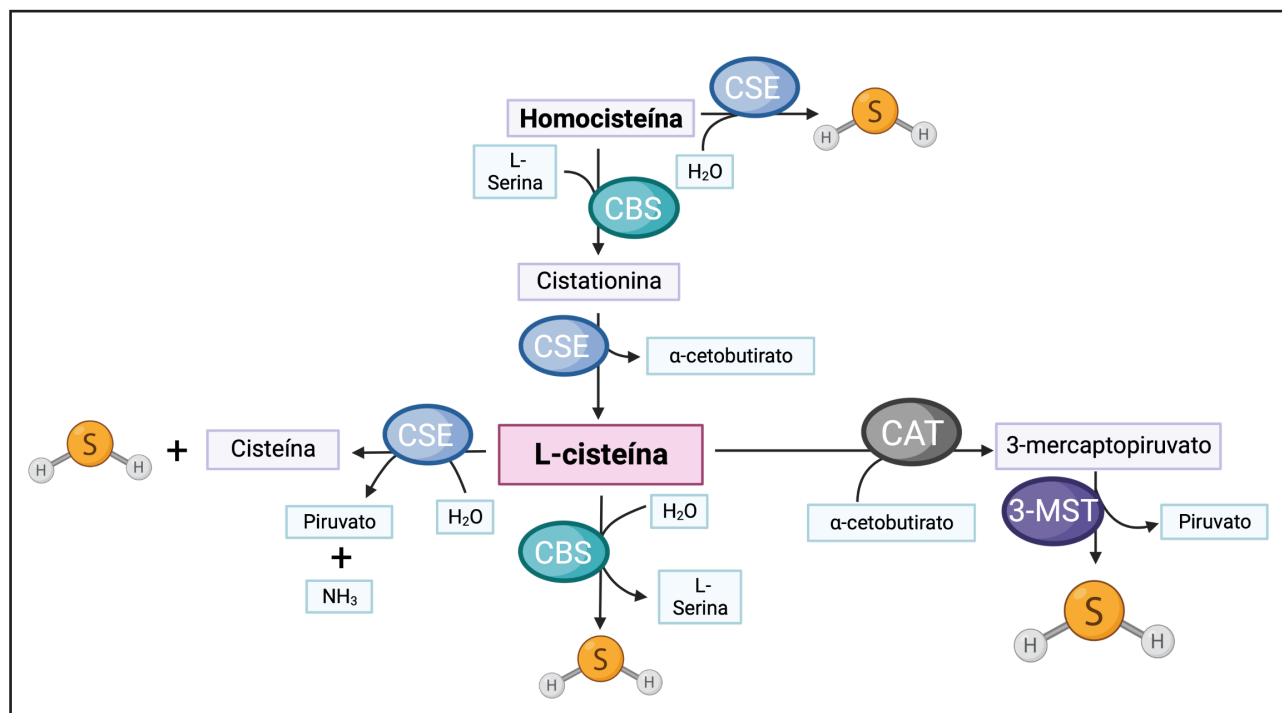 CSE
Homocisteína
S
H
H
L-
Serina
H₂O
CBS
Cistationina
CSE
α-cetobutirato
S
H
H
+
Cisteína
CSE
L-cisteína
CAT
3-mercaptopiruvato
Piruvato
+
NH₃
H₂O
H₂O
CBS
L-
Serina
α-cetobutirato
3-MST
Piruvato
S
H
H
S
H
H